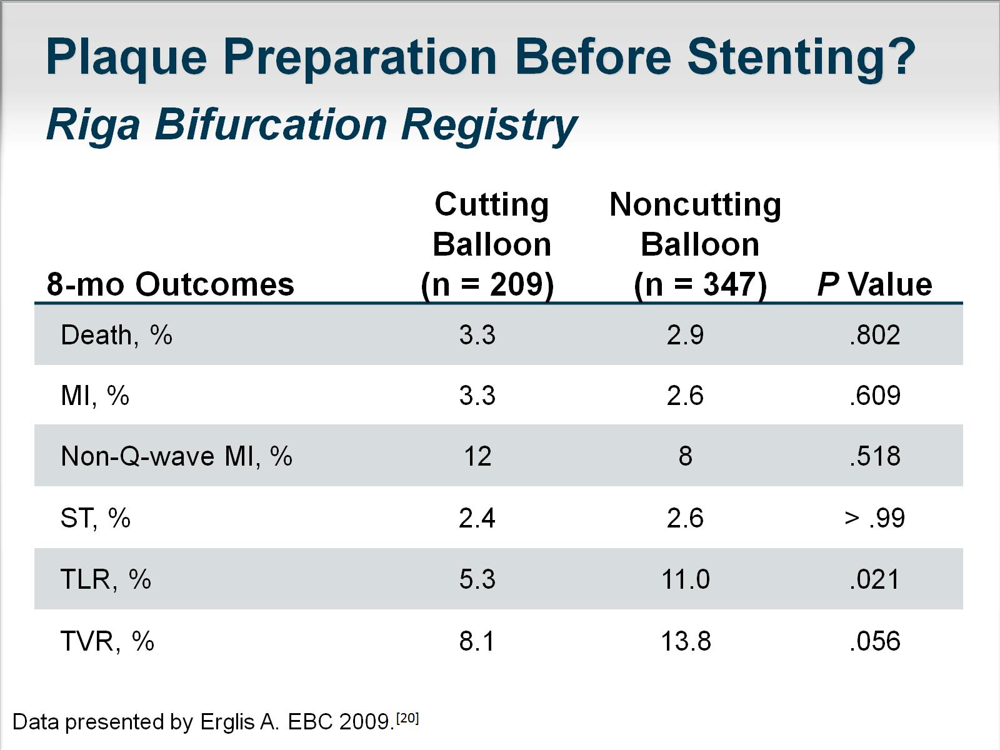 Plaque Preparation Before Stenting?
Riga Bifurcation Registry
Cutting Noncutting
Balloon Balloon
8-mo Outcomes (n = 209) (n = 347) P Value
Death, % 3.3 2.9 .802
MI, % 3.3 2.6 .609
Non-Q-wave MI, % 12 8 .518
ST, % 2.4 2.6 > .99
TLR, % 5.3 11.0 .021
TVR, % 8.1 13.8 .056
Data presented by Erglis A. EBC 2009.[20]